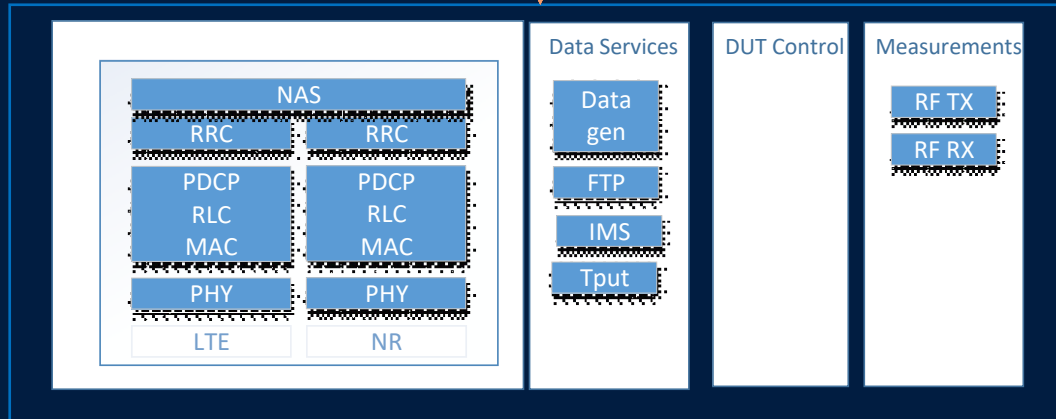 NAS
RRC
RRC
PDCP
RLC
MAC
PDCP
RLC
MAC
PHY
PHY
LTE
NR
Data Services
Data
gen
FTP
IMS
Tput
DUT Control
Measurements
RF TX
RF RX